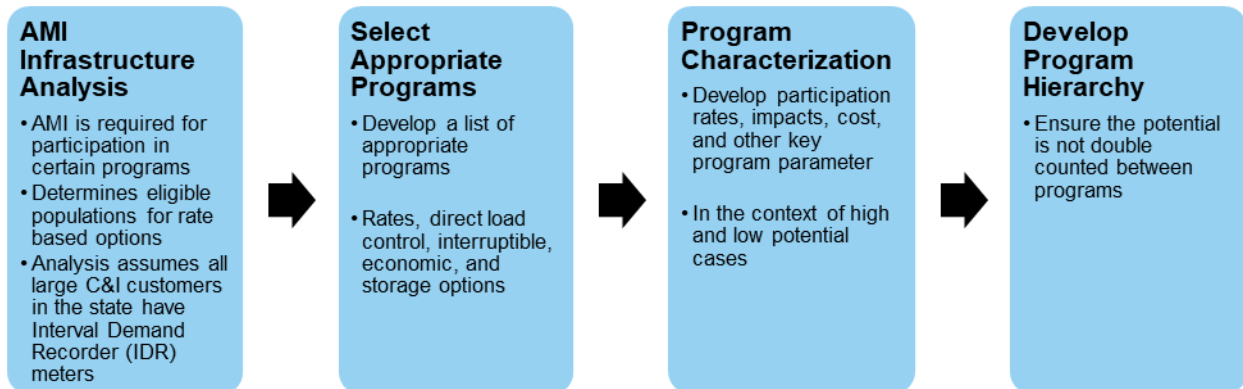 AMI
Infrastructure
Analysis
• AMI is required for
participation in
certain programs
• Determines eligible
populations for rate
based options
• Analysis assumes all
large C&I customers
in the state have
Interval Demand
Recorder (IDR)
meters
Select
Appropriate
Programs
• Develop a list of
appropriate
programs
• Rates, direct load
control, interruptible,
economic, and
storage options
Program
Characterization
• Develop participation
rates, impacts, cost,
and other key
program parameter
• In the context of high
and low potential
cases
Develop
Program
Hierarchy
• Ensure the potential
is not double
counted between
programs